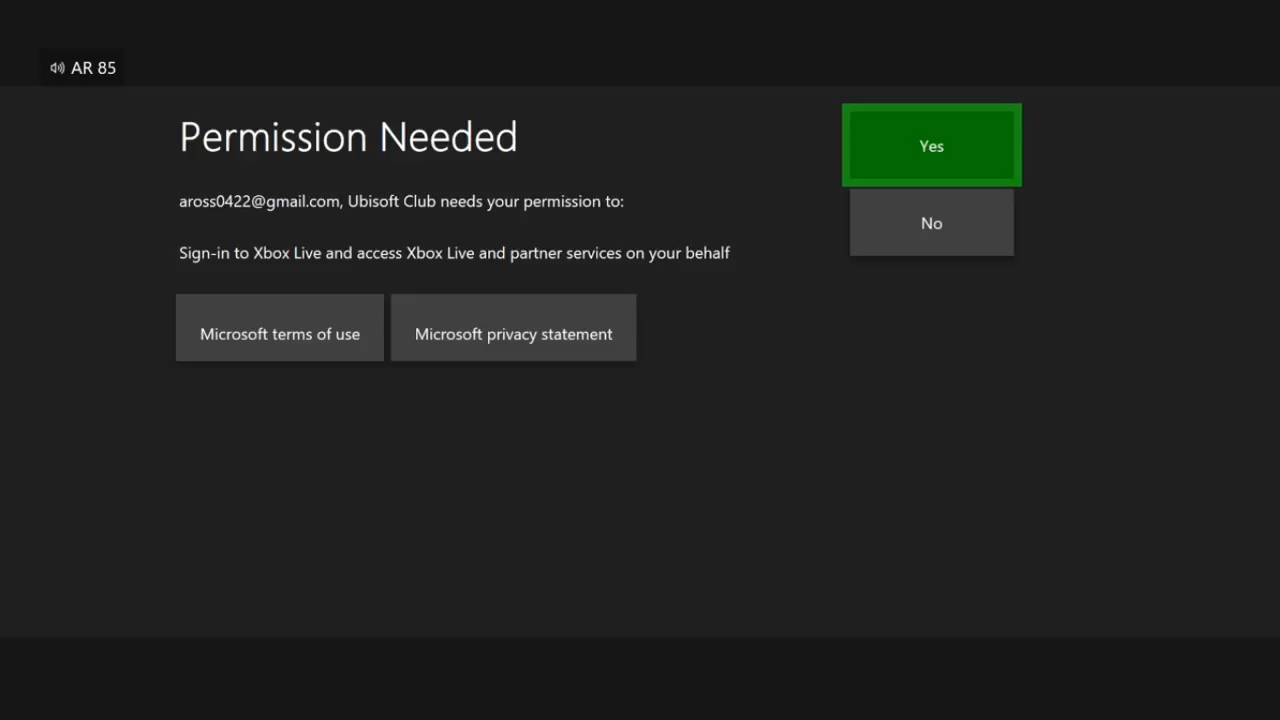 AR 85
Permission Needed
aross0422@gmail.com, Ubisoft Club needs your permission to:
Sign-in to Xbox Live and access Xbox Live and partner services on your behalf
Microsoft terms of use
Microsoft privacy statement
Yes
No